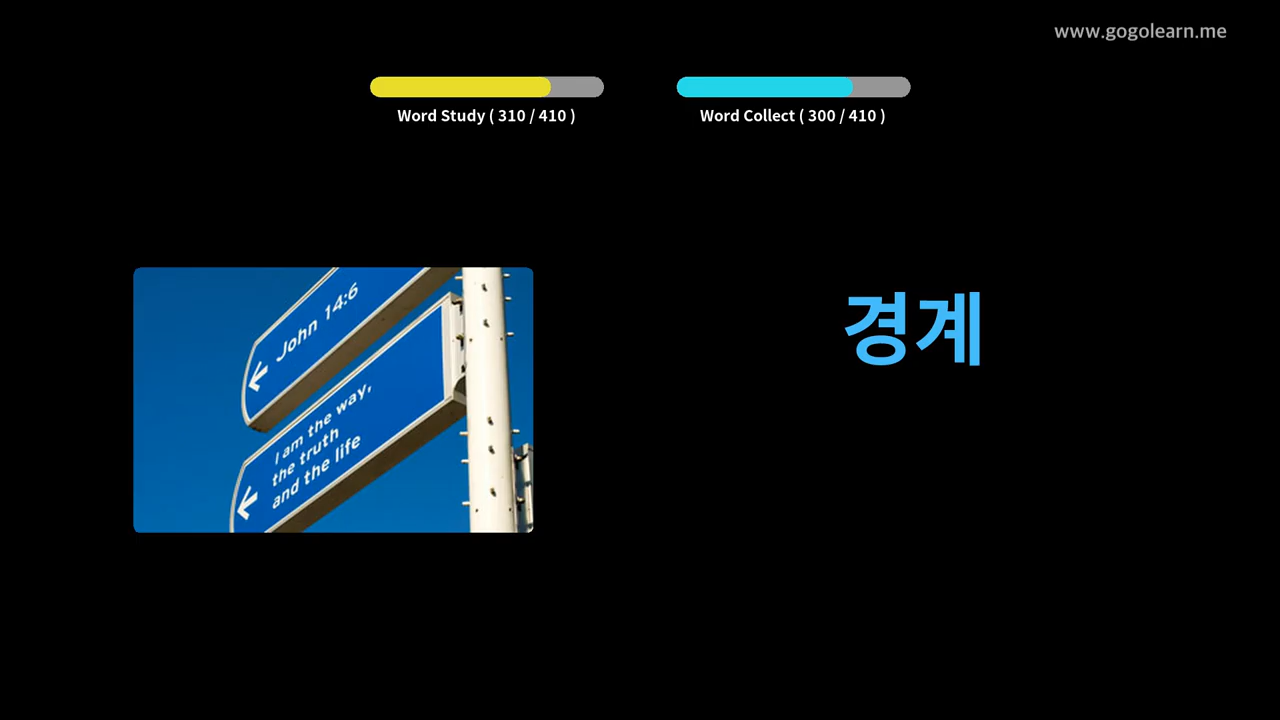 www.gogolearn.me
Word Study ( 310 / 410 )
Word Collect ( 300 / 410 )
경계
John 14:6
I am the way,
the truth
and the life